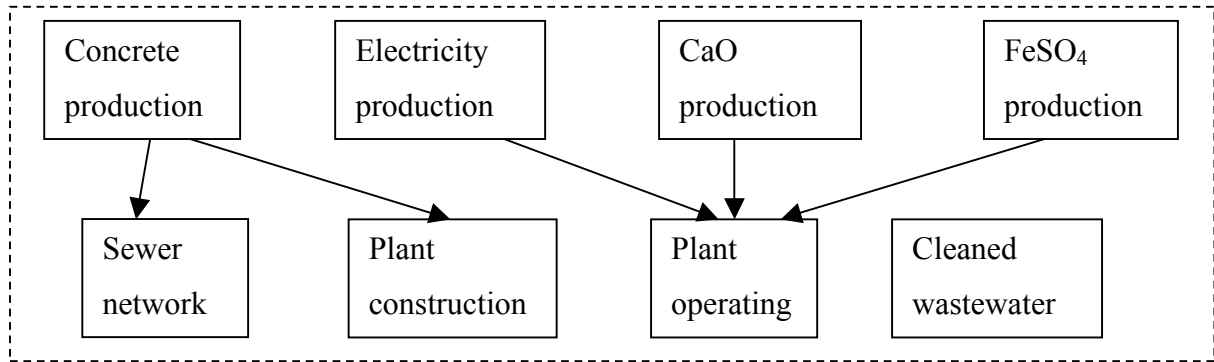 Concrete
production
Electricity
production
CaO
production
FeSO₄
production
Sewer
network
Plant
construction
Plant
operating
Cleaned
wastewater